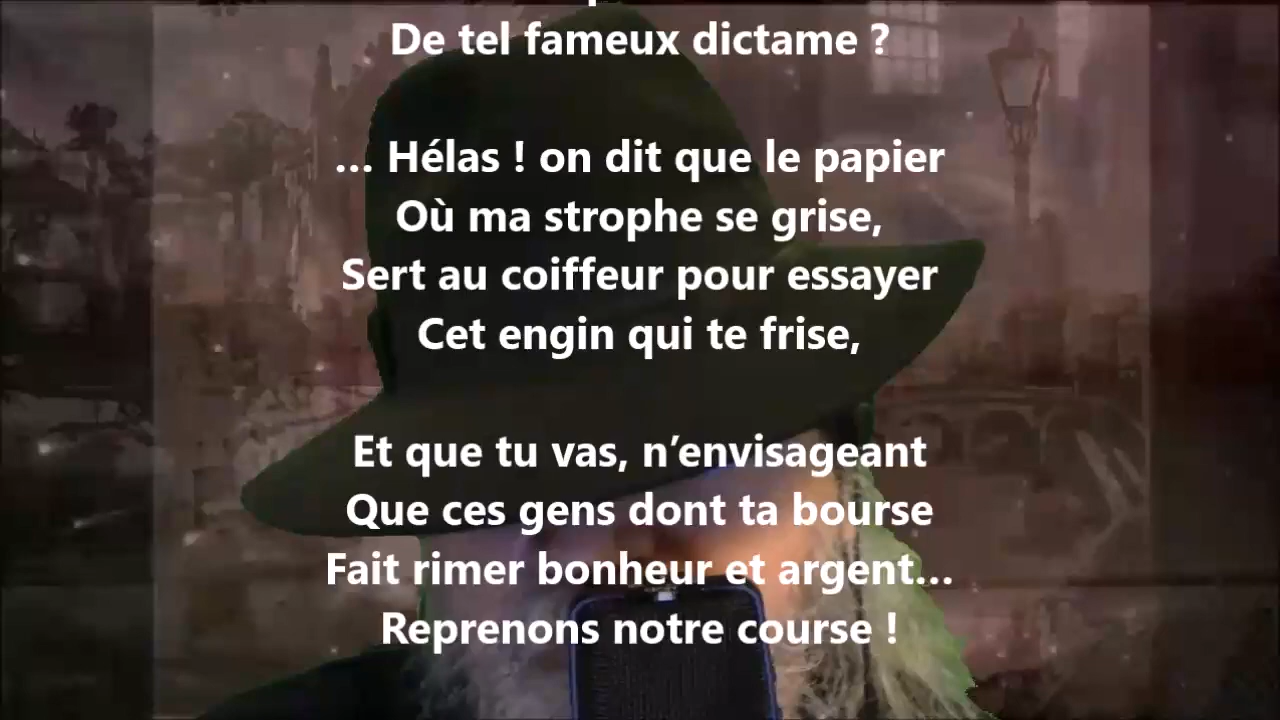 De tel fameux dictame ?
… Hélas ! on dit que le papier
Où ma strophe se grise,
Sert au coiffeur pour essayer
Cet engin qui te frise,
Et que tu vas, n’envisageant
Que ces gens dont ta bourse
Fait rimer bonheur et argent…
Reprenons notre course !